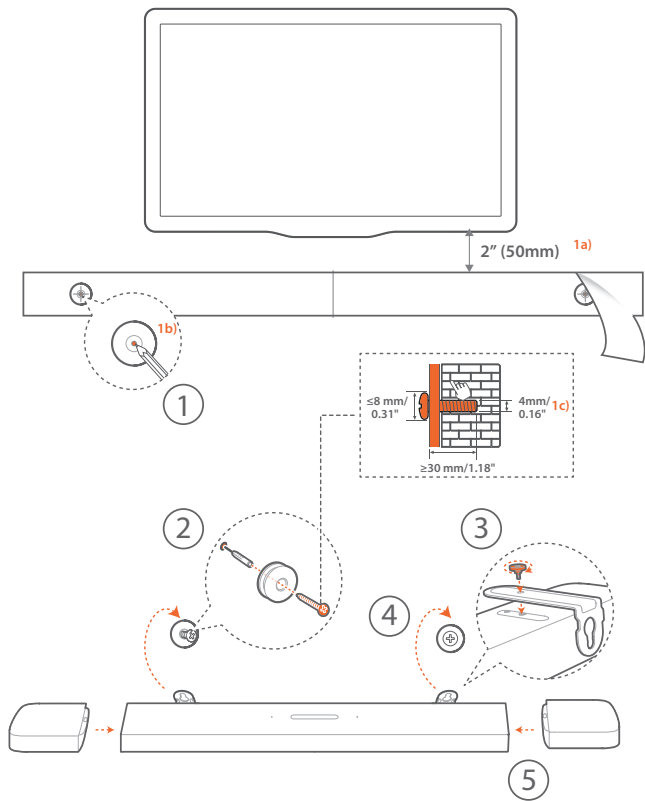 2” (50mm) 1a)
1b)
1
≤8 mm/
0.31"
4mm/
0.16"
1c)
≥30 mm/1.18"
2
3
4
5